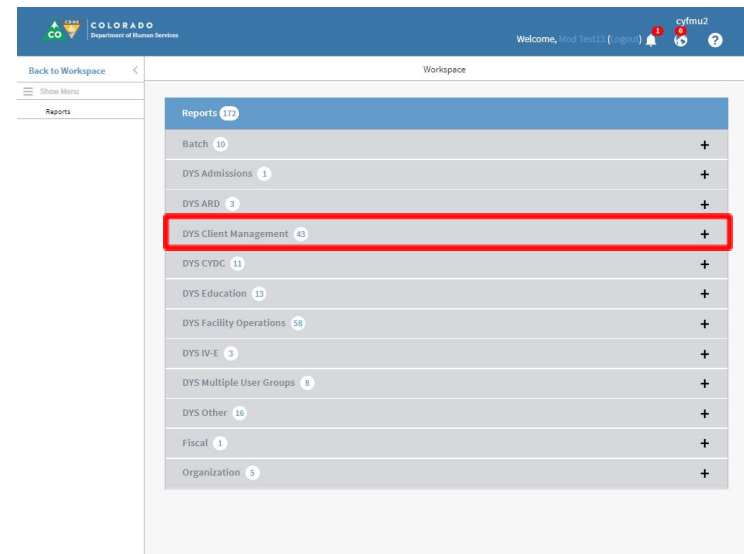 CDHS
CO
COLORADO
Department of Human Services
cyfmu2
Welcome, Mod Test13 (Logout) 1 0 ?
Back to Workspace <
Workspace
Show Menu
Reports
Reports 172
Batch 10 +
DYS Admissions 1 +
DYS ARD 3 +
DYS Client Management 43 +
DYS CYDC 11 +
DYS Education 13 +
DYS Facility Operations 58 +
DYS IV-E 3 +
DYS Multiple User Groups 8 +
DYS Other 16 +
Fiscal 1 +
Organization 5 +